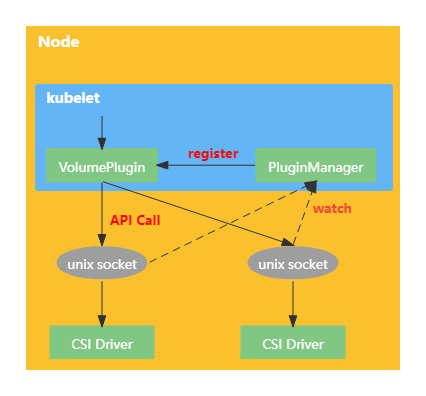 Node
kubelet
register
VolumePlugin
PluginManager
API Call
watch
unix socket
unix socket
CSI Driver
CSI Driver